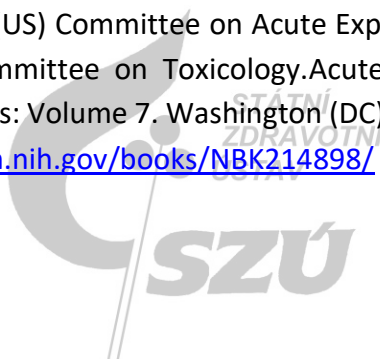 US) Committee on Acute Exp
mmittee on Toxicology.Acute
s: Volume 7. Washington (DC)
STÁTNÍ
ZDRAVOTN
n.nih.gov/books/NBK214898/
ÚSTAV
SZÚ